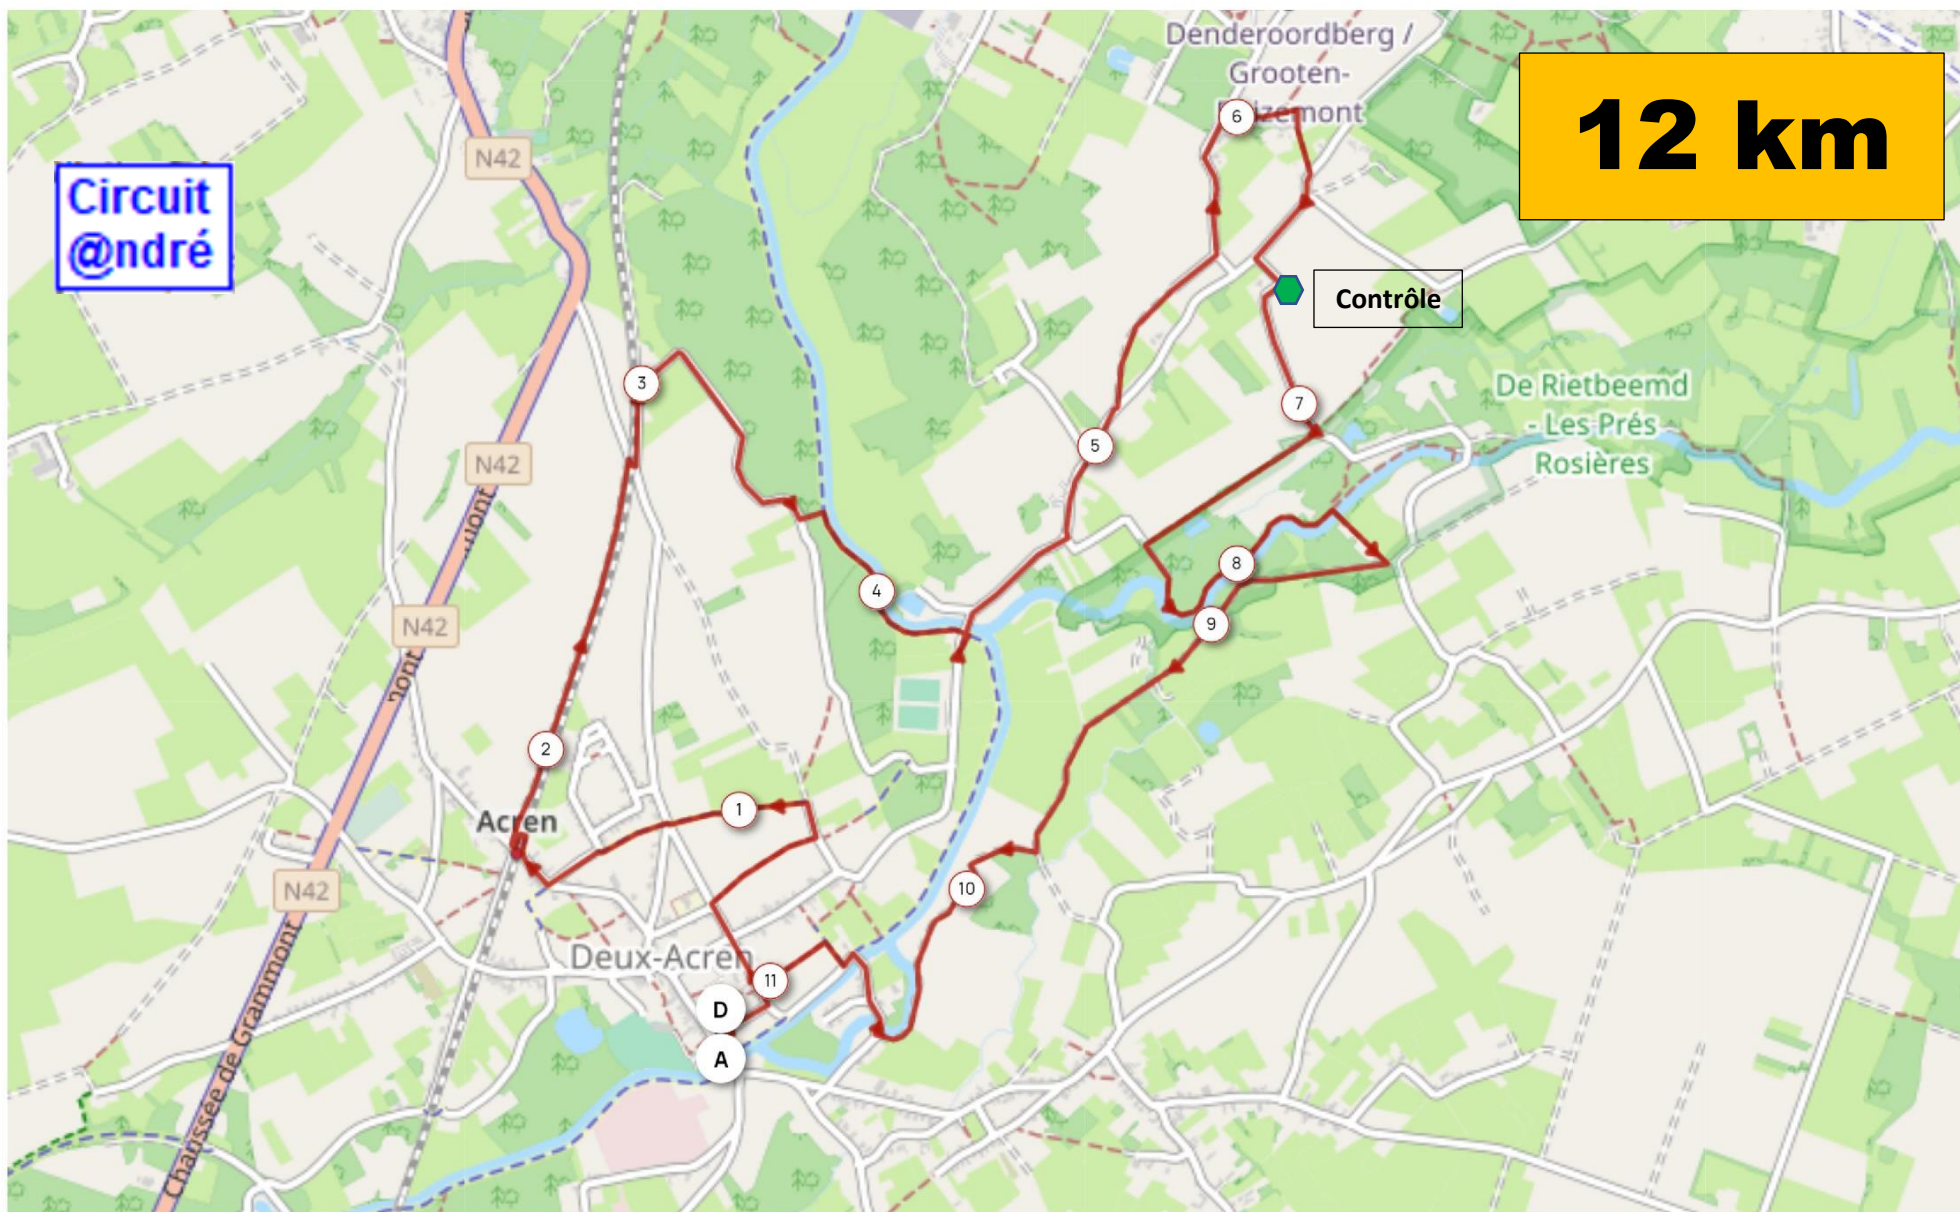 Denderoordberg /
Grooten-
12 km
Circuit
@ndré
N42
6
Contrôle
3
De Rietbeemd
- Les Prés
Rosières
7
5
N42
mont
8
4
9
N42
mont
2
1
Acren
10
N42
Deux-Acren
11
D
A
Chaussée de Grammont